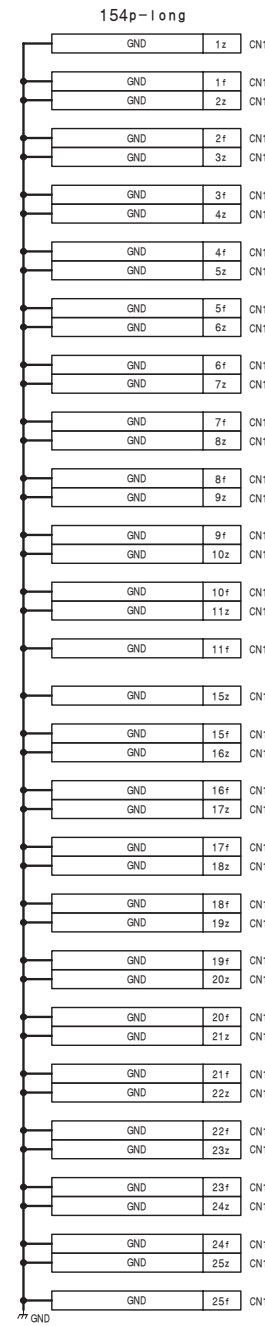 154p-long
GND 1z CN1
GND 1f CN1
GND 2z CN1
GND 2f CN1
GND 3z CN1
GND 3f CN1
GND 4z CN1
GND 4f CN1
GND 5z CN1
GND 5f CN1
GND 6z CN1
GND 6f CN1
GND 7z CN1
GND 7f CN1
GND 8z CN1
GND 8f CN1
GND 9z CN1
GND 9f CN1
GND 10z CN1
GND 10f CN1
GND 11z CN1
GND 11f CN1
GND 15z CN1
GND 15f CN1
GND 16z CN1
GND 16f CN1
GND 17z CN1
GND 17f CN1
GND 18z CN1
GND 18f CN1
GND 19z CN1
GND 19f CN1
GND 20z CN1
GND 20f CN1
GND 21z CN1
GND 21f CN1
GND 22z CN1
GND 22f CN1
GND 23z CN1
GND 23f CN1
GND 24z CN1
GND 24f CN1
GND 25z CN1
GND 25f CN1
GND